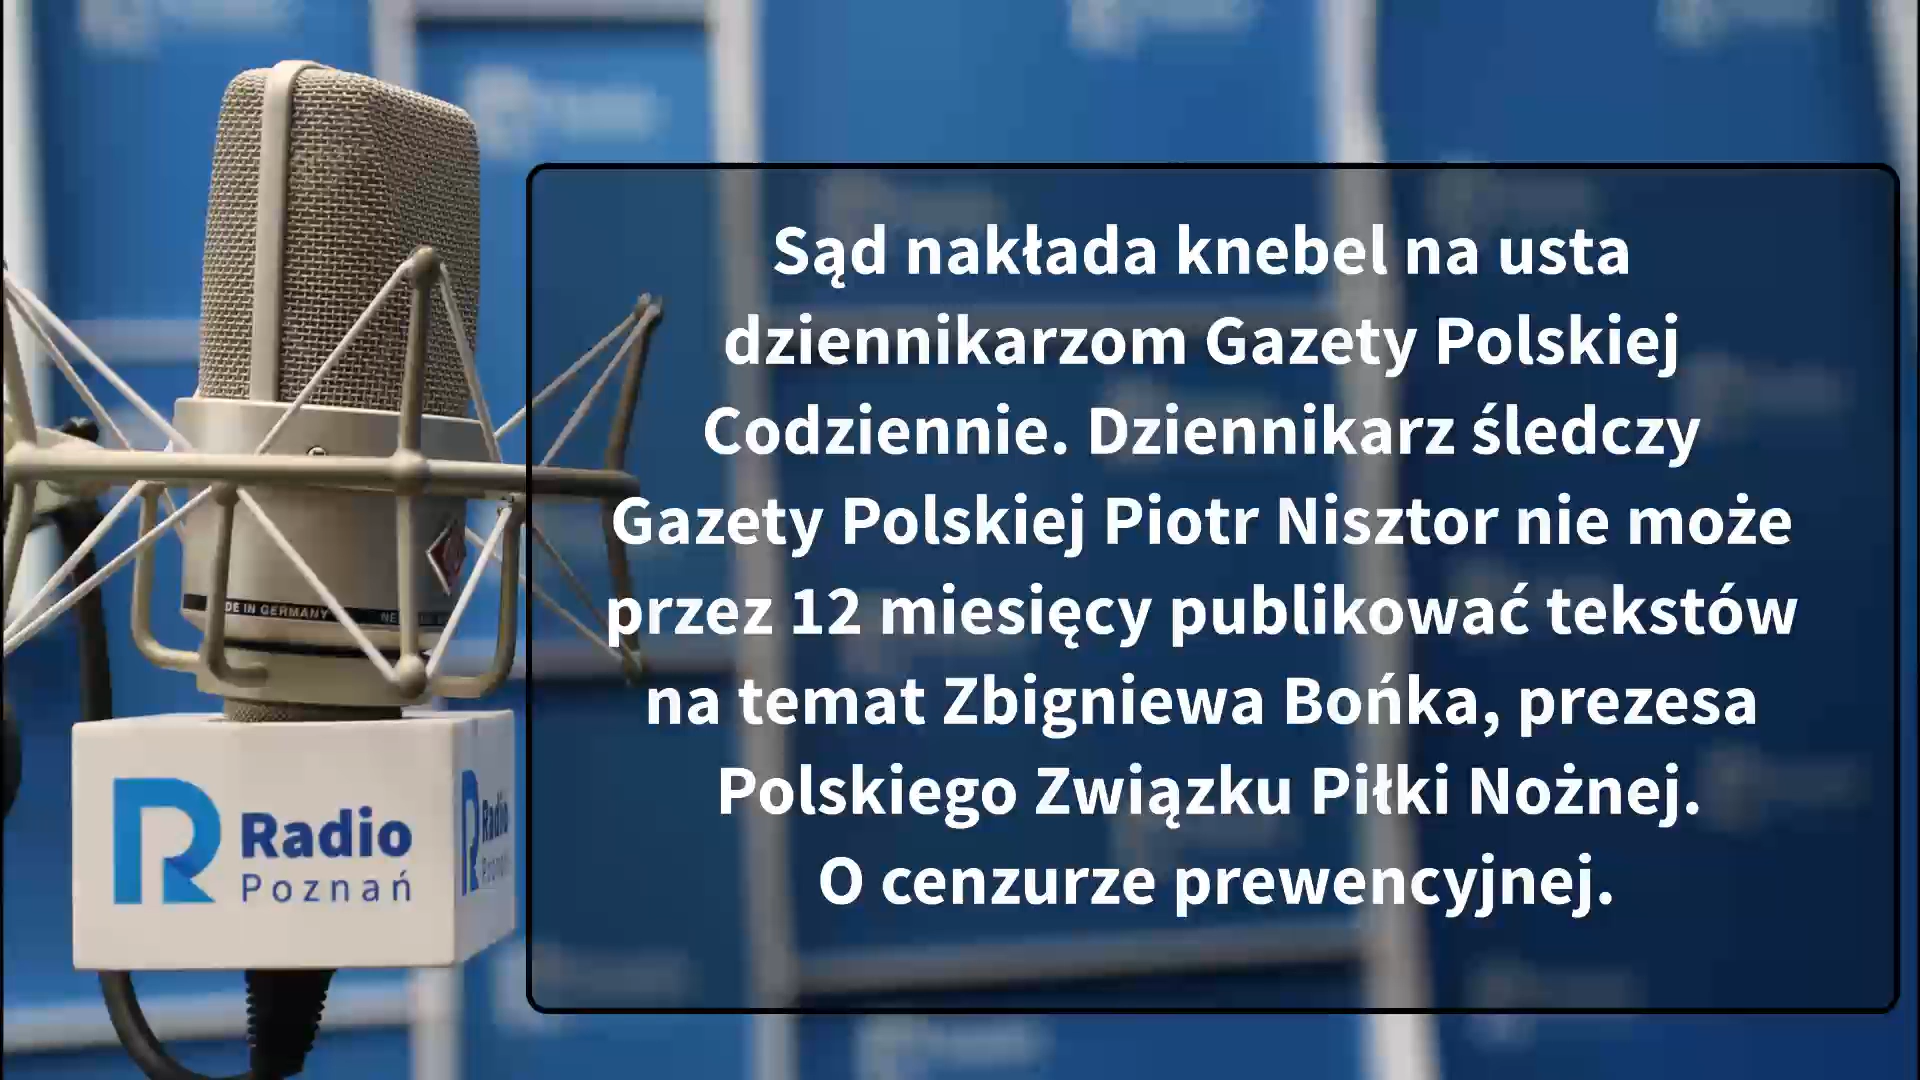 Sąd nakłada knebel na usta
dziennikarzom Gazety Polskiej
Codziennie. Dziennikarz śledczy
Gazety Polskiej Piotr Nisztor nie może
przez 12 miesięcy publikować tekstów
na temat Zbigniewa Bońka, prezesa
Polskiego Związku Piłki Nożnej.
O cenzurze prewencyjnej.
DE IN GERMANY
Radio
Poznań
Radio